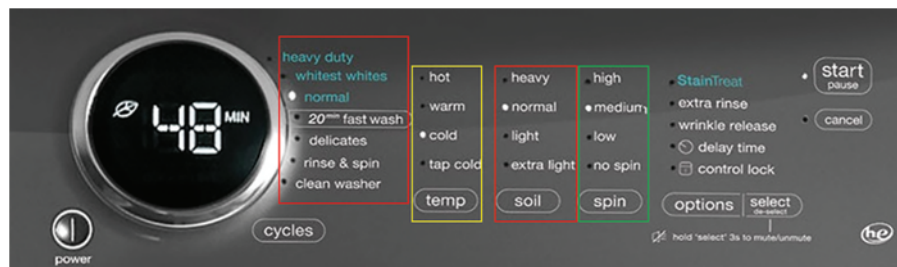 48 MIN
power
cycles
heavy duty
whitest whites
normal
20 min fast wash
delicates
rinse & spin
clean washer
hot
warm
cold
tap cold
temp
heavy
normal
light
extra light
soil
high
medium
low
no spin
spin
StainTreat
extra rinse
wrinkle release
delay time
control lock
options
select
de-select
hold 'select' 3s to mute/unmute
start
pause
cancel
he